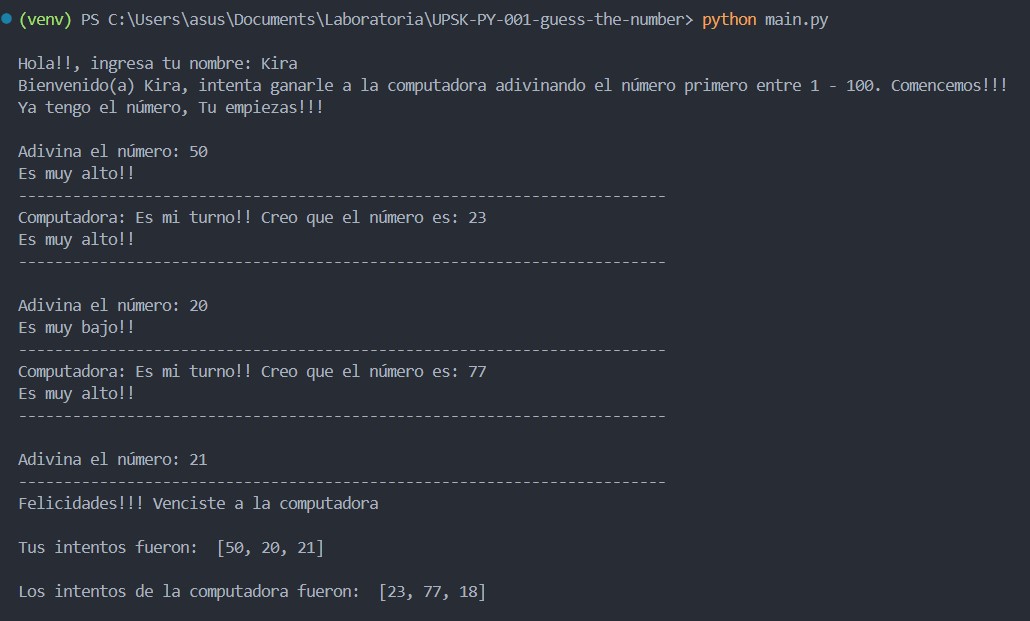 (venv) PS C:\Users\asus\Documents\Laboratoria\UPSK-PY-001-guess-the-number> python main.py
Hola!!, ingresa tu nombre: Kira
Bienvenido(a) Kira, intenta ganarle a la computadora adivinando el número primero entre 1 - 100. Comencemos!!!
Ya tengo el número, Tu empiezas!!!
Adivina el número: 50
Es muy alto!!
------------------------------------------------------------------------
Computadora: Es mi turno!! Creo que el número es: 23
Es muy alto!!
------------------------------------------------------------------------
Adivina el número: 20
Es muy bajo!!
------------------------------------------------------------------------
Computadora: Es mi turno!! Creo que el número es: 77
Es muy alto!!
------------------------------------------------------------------------
Adivina el número: 21
------------------------------------------------------------------------
Felicidades!!! Venciste a la computadora
Tus intentos fueron:  [50, 20, 21]
Los intentos de la computadora fueron:  [23, 77, 18]